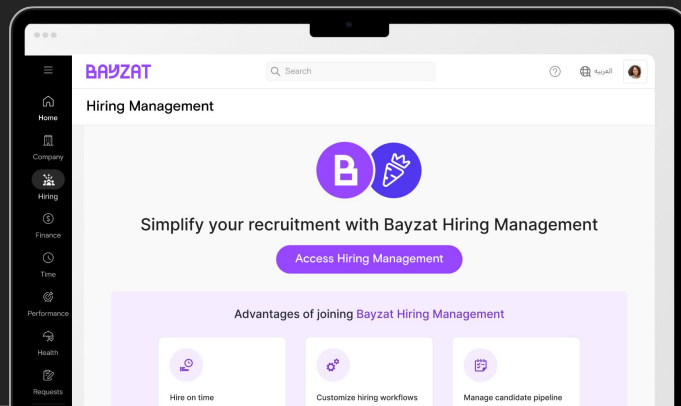 BAYZAT
Search
العربية
Home
Hiring Management
Company
Hiring
B
Simplify your recruitment with Bayzat Hiring Management
Finance
Access Hiring Management
Time
Performance
Advantages of joining Bayzat Hiring Management
Health
Requests
Hire on time
Customize hiring workflows
Manage candidate pipeline